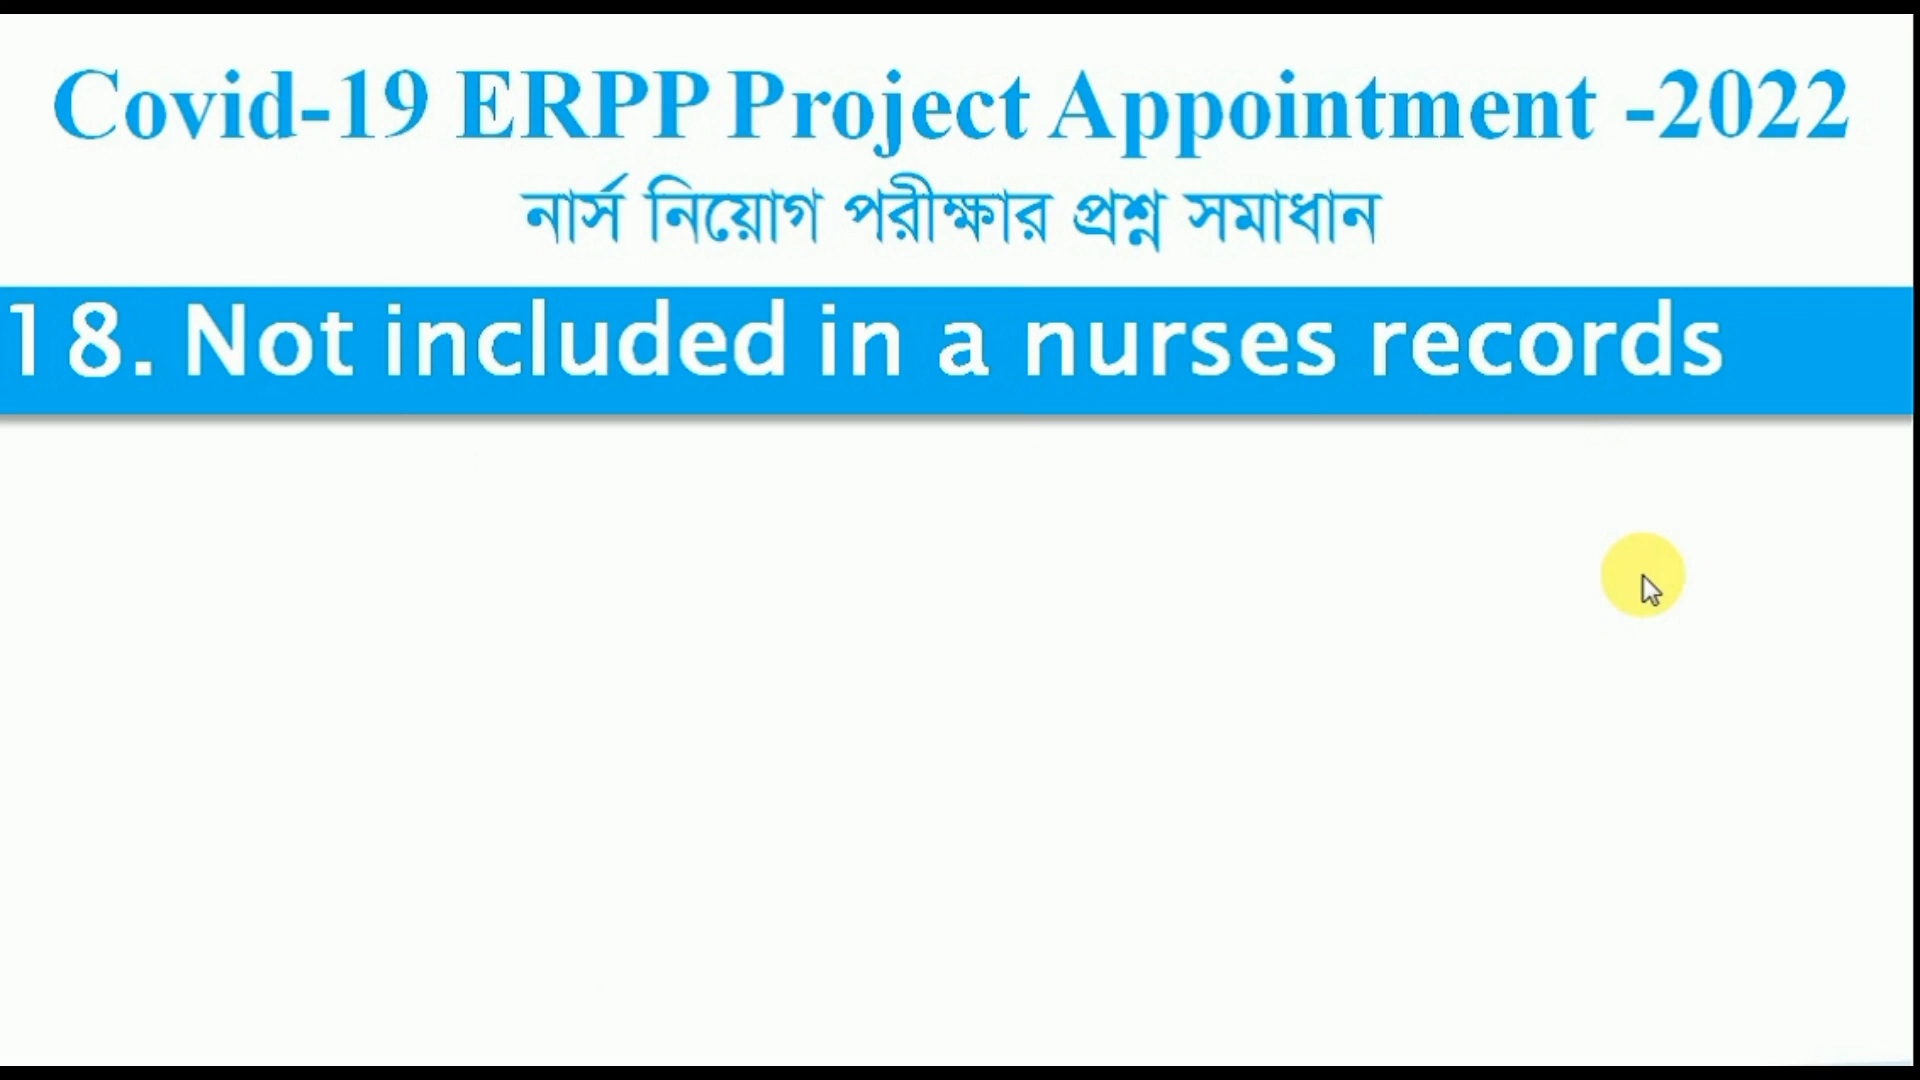 Covid-19 ERPP Project Appointment -2022
নার্স নিয়োগ পরীক্ষার প্রশ্ন সমাধান
18. Not included in a nurses records